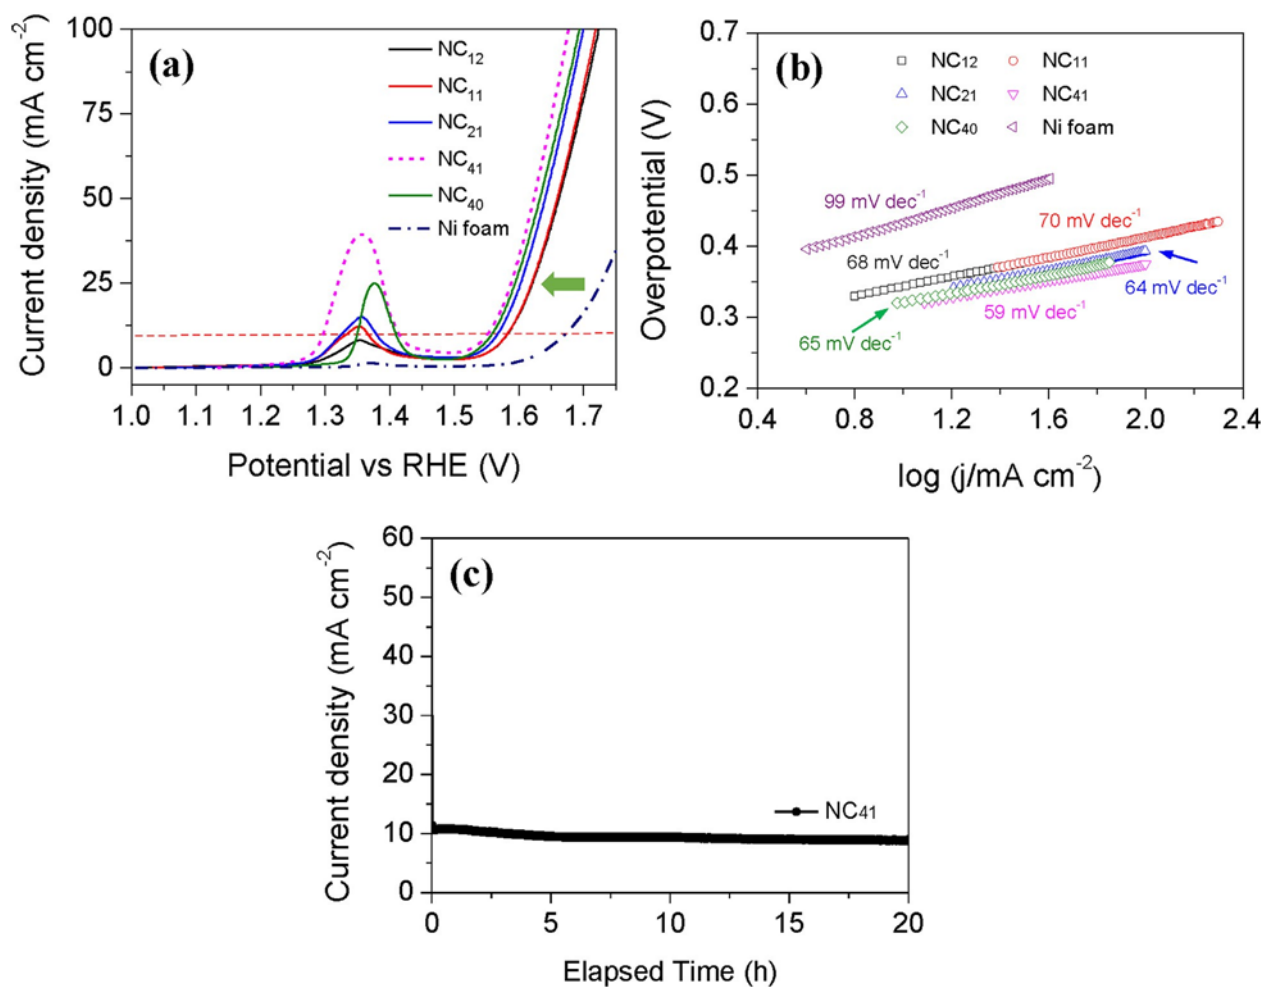 (a)
Current density (mA cm⁻²)
100
75
50
25
0
NC₁₂
NC₁₁
NC₂₁
NC₄₁
NC₄₀
Ni foam
1.0 1.1 1.2 1.3 1.4 1.5 1.6 1.7
Potential vs RHE (V)
(b)
Overpotential (V)
0.7
0.6
0.5
0.4
0.3
0.2
NC₁₂ NC₁₁
NC₂₁ NC₄₁
NC₄₀ Ni foam
99 mV dec⁻¹
70 mV dec⁻¹
68 mV dec⁻¹
64 mV dec⁻¹
59 mV dec⁻¹
65 mV dec⁻¹
0.4 1.2 1.6 2.0 2.4
log (j/mA cm⁻²)
(c)
Current density (mA cm⁻²)
60
50
40
30
20
10
0
NC₄₁
0 5 10 15 20
Elapsed Time (h)